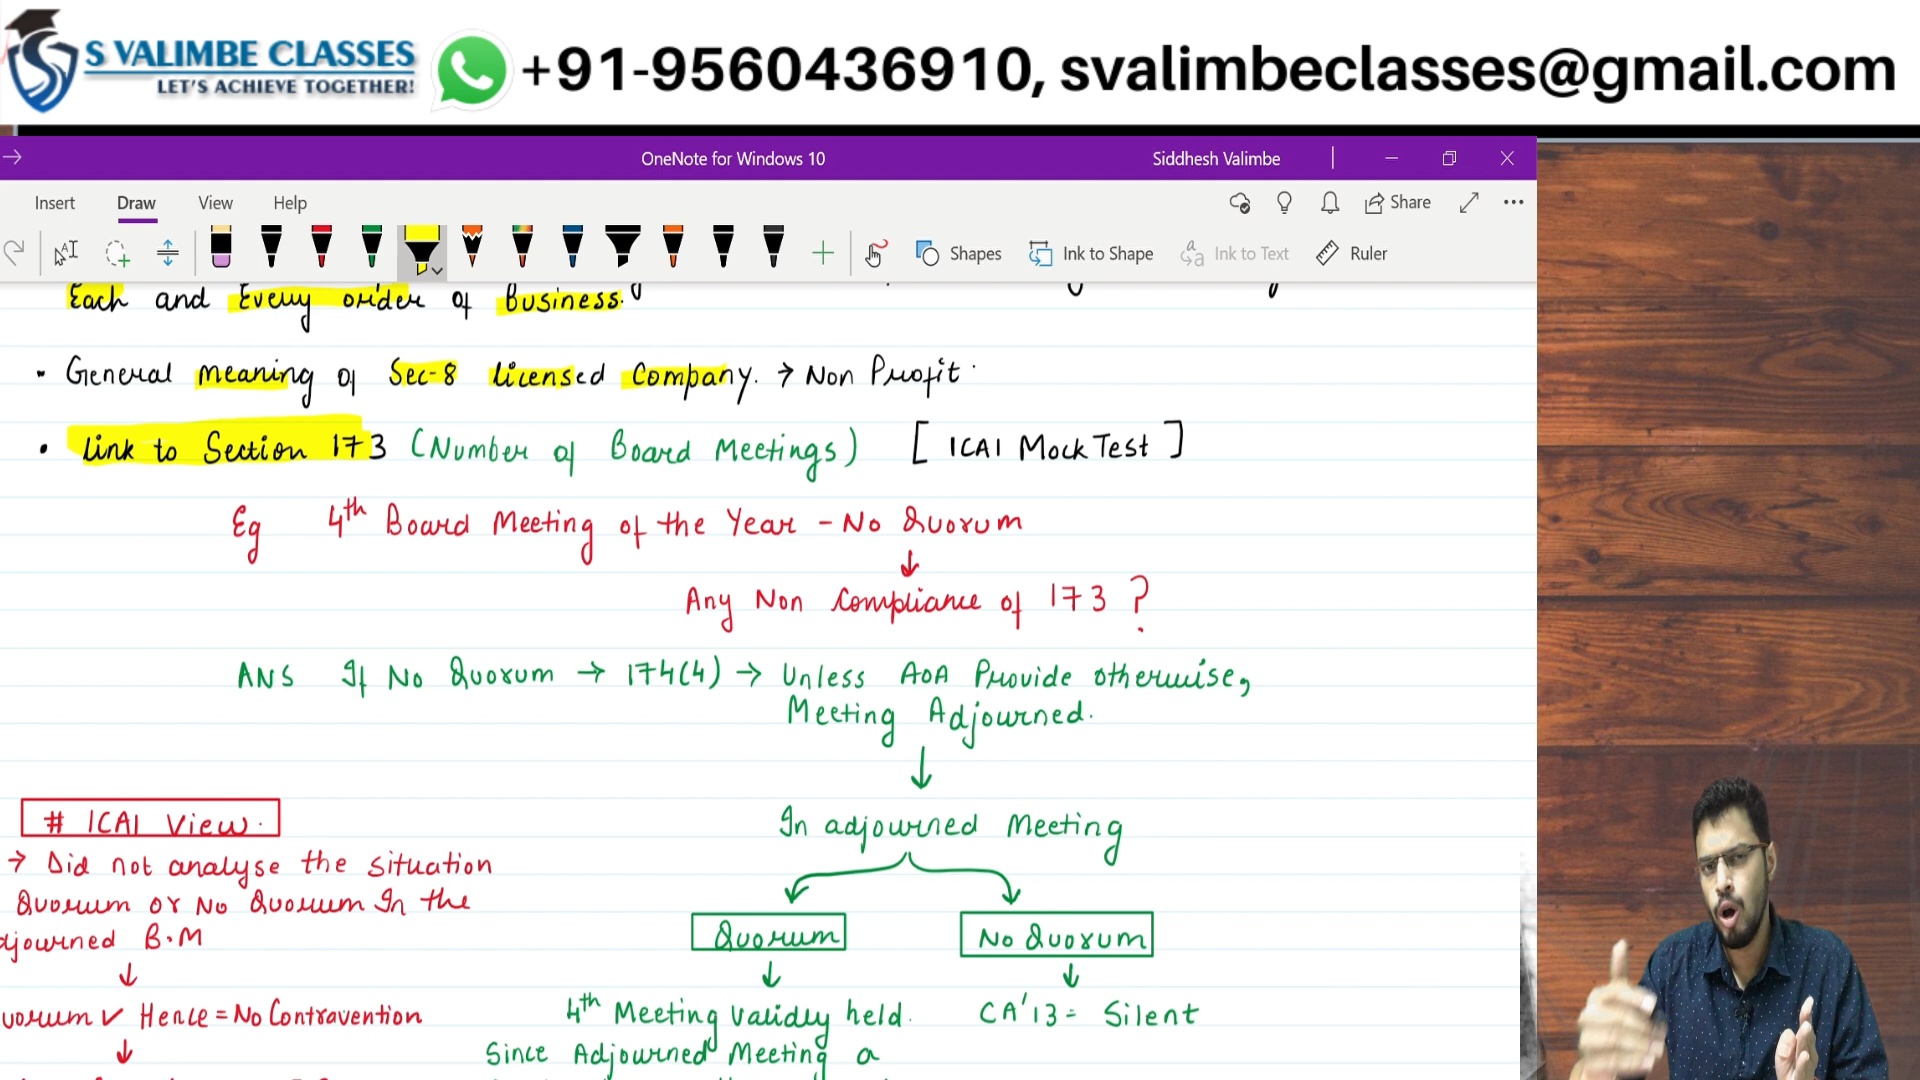 S VALIMBE CLASSES
LET'S ACHIEVE TOGETHER!
+91-9560436910, svalimbeclasses@gmail.com
OneNote for Windows 10
Siddhesh Valimbe
Insert Draw View Help
Share
Shapes Ink to Shape Ink to Text Ruler
Each and Every order of Business.
• General meaning of Sec-8 licensed Company. → Non Profit.
• Link to Section 173 (Number of Board Meetings) [ICAI Mock Test]
Eg 4th Board Meeting of the Year - No Quorum
↓
Any Non Compliance of 173 ?
ANS If No Quorum → 174(4) → Unless AOA Provide otherwise,
Meeting Adjourned.
↓
In adjourned Meeting
Quorum
No Quorum
↓
↓
4th Meeting Validly held.
CA'13 = Silent
Since Adjourned Meeting a
# ICAI View.
→ Did not analyse the situation
Quorum or No Quorum In the
djourned B.M
↓
uorum ✓ Hence = No Contravention
↓